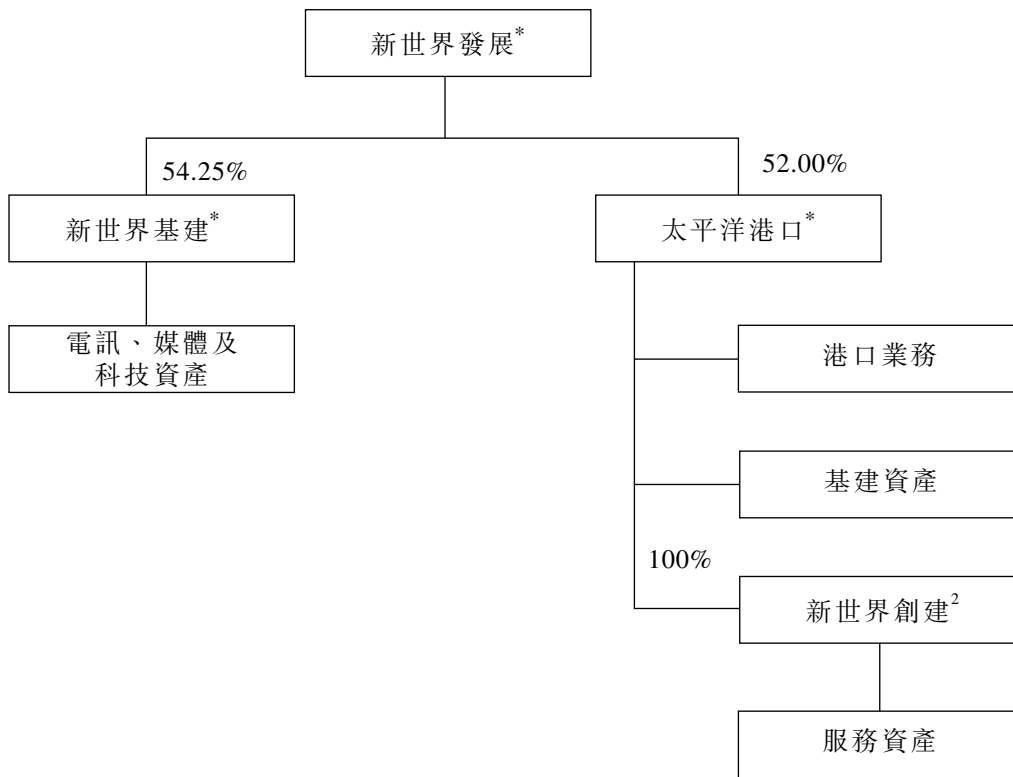 新世界發展*
54.25%
52.00%
新世界基建*
太平洋港口*
電訊、媒體及
科技資產
港口業務
基建資產
100%
新世界創建²
服務資產